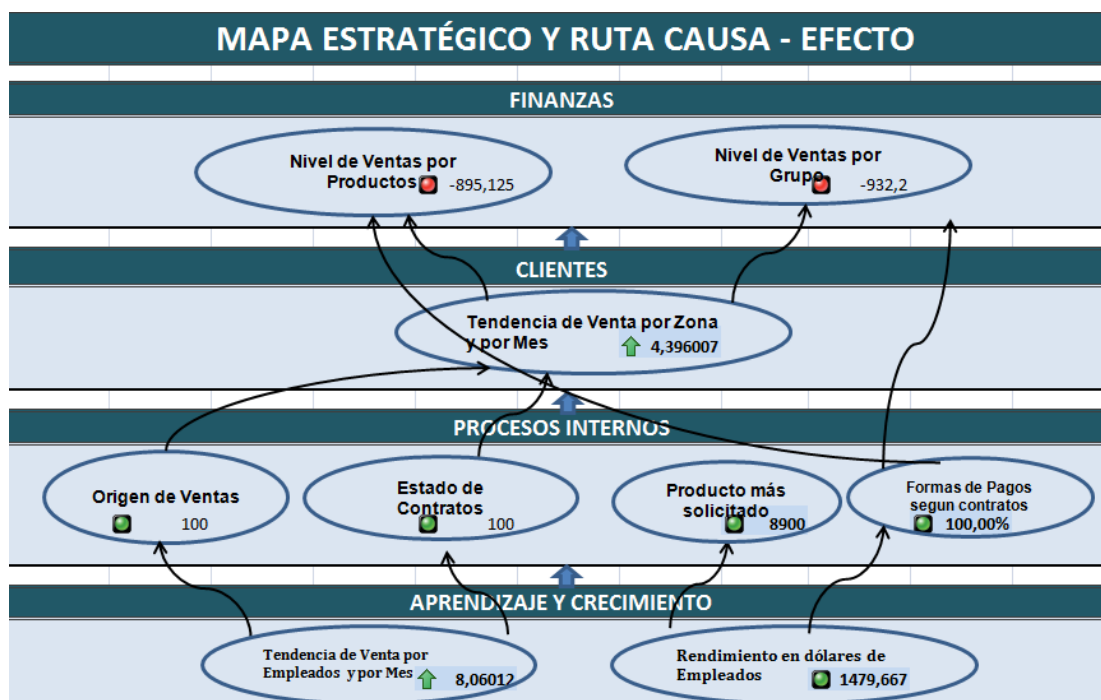 MAPA ESTRATÉGICO Y RUTA CAUSA - EFECTO
FINANZAS
Nivel de Ventas por
Productos
-895,125
Nivel de Ventas por
Grupo
-932,2
CLIENTES
Tendencia de Venta por Zona
y por Mes
4,396007
PROCESOS INTERNOS
Origen de Ventas
100
Estado de
Contratos
100
Producto más
solicitado
8900
Formas de Pagos
segun contratos
100,00%
APRENDIZAJE Y CRECIMIENTO
Tendencia de Venta por
Empleados y por Mes
8,06012
Rendimiento en dólares de
Empleados
1479,667